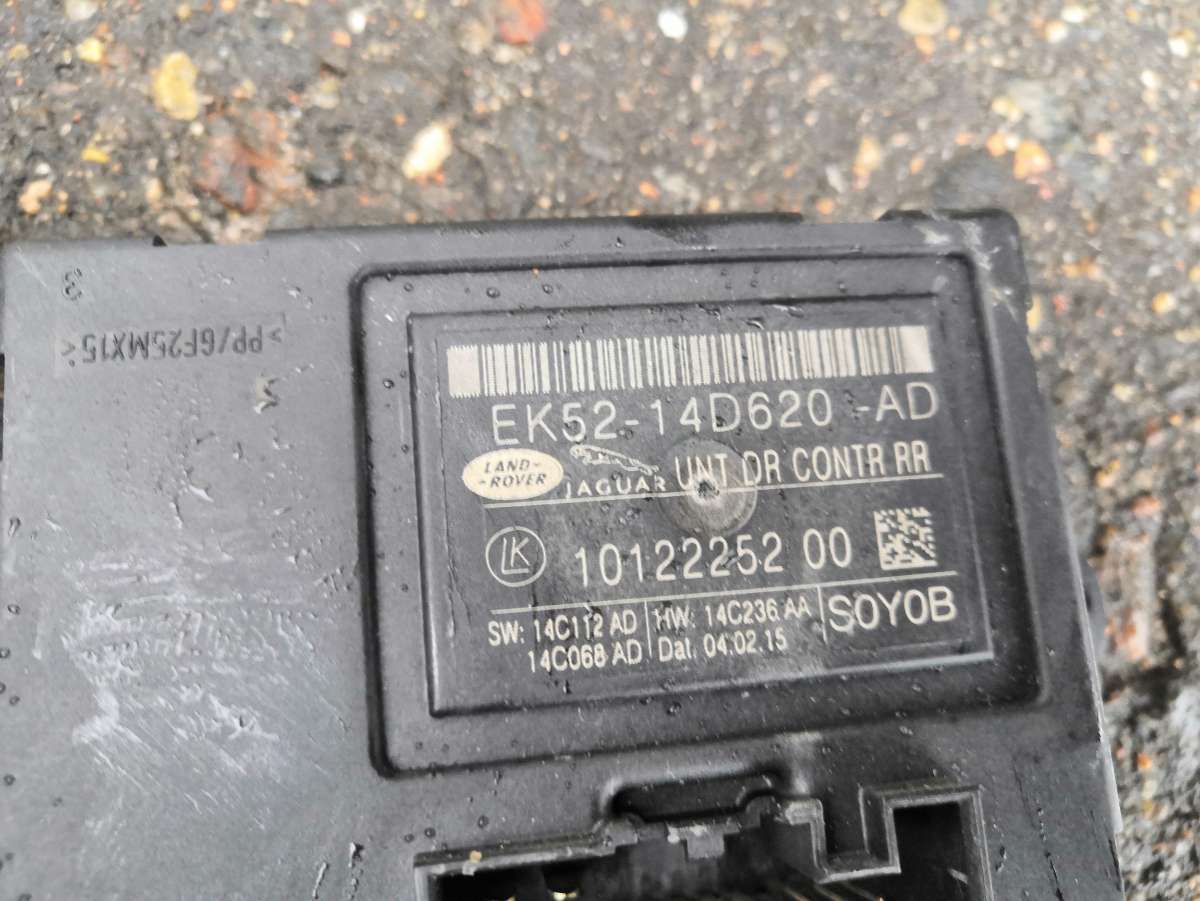 3
>PP/GF25MX15<
EK52-14D620-AD
LAND-
-ROVER
JAGUAR
UNT DR CONTR RR
LK
10122252 00
SW: 14C112 AD
14C068 AD
HW: 14C236 AA
Dat. 04.02.15
SOYOB